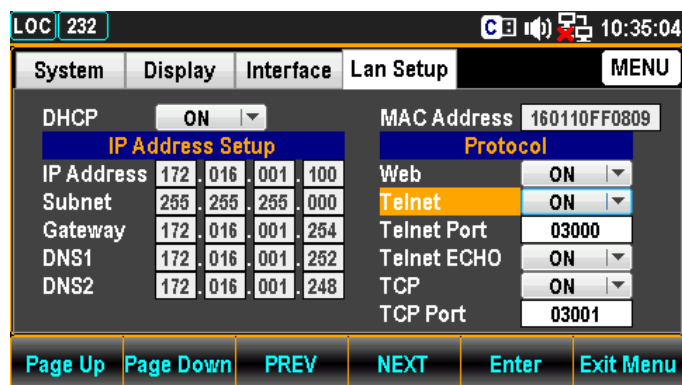 LOC 232 C 10:35:04
System Display Interface Lan Setup MENU
DHCP ON
IP Address Setup
IP Address 172 . 016 . 001 . 100
Subnet 255 . 255 . 255 . 000
Gateway 172 . 016 . 001 . 254
DNS1 172 . 016 . 001 . 252
DNS2 172 . 016 . 001 . 248
MAC Address 160110FF0809
Protocol
Web ON
Telnet ON
Telnet Port 03000
Telnet ECHO ON
TCP ON
TCP Port 03001
Page Up Page Down PREV NEXT Enter Exit Menu